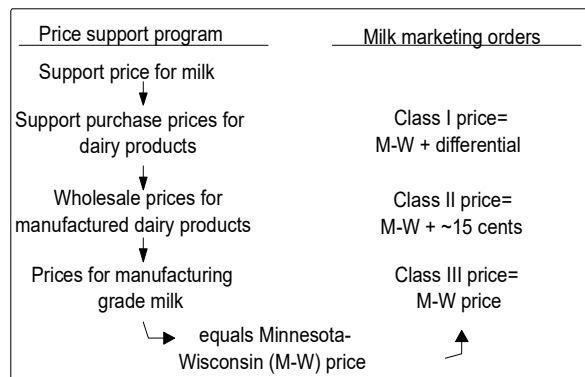 Price support program
Support price for milk
Support purchase prices for
dairy products
Wholesale prices for
manufactured dairy products
Prices for manufacturing
grade milk
Milk marketing orders
Class I price=
M-W + differential
Class II price=
M-W + ~15 cents
Class III price=
M-W price
equals Minnesota-
Wisconsin (M-W) price